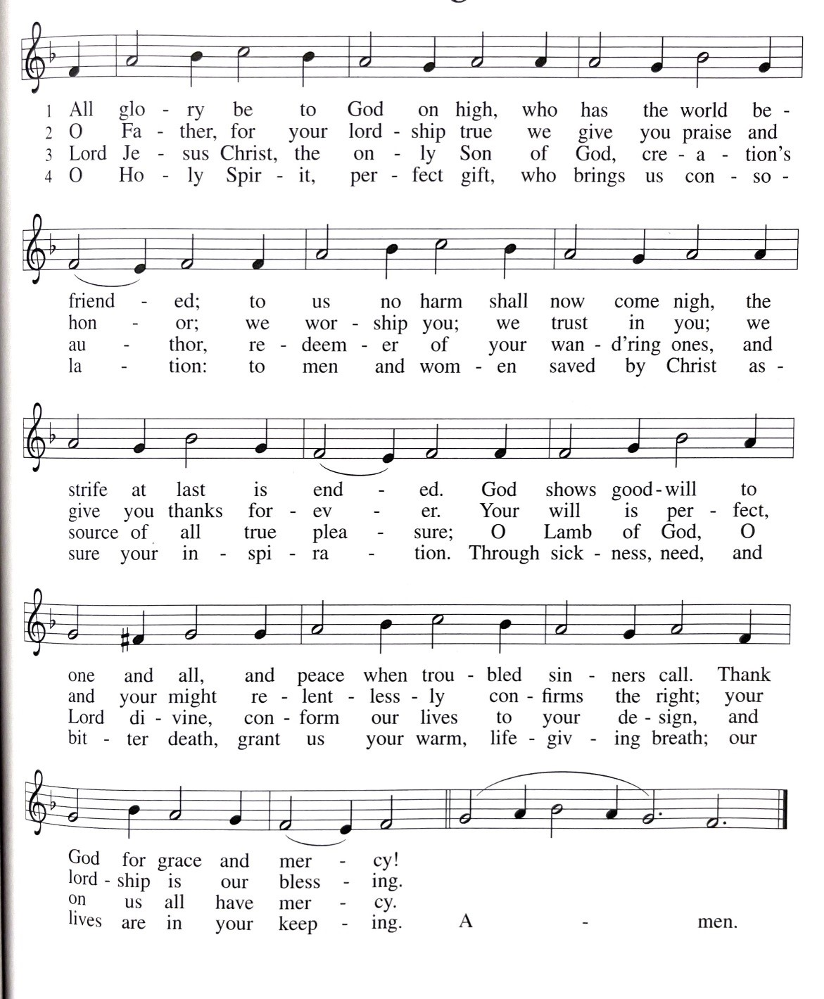 1 All glo - ry be to God on high, who has the world be -
2 O Fa - ther, for your lord - ship true we give you praise and
3 Lord Je - sus Christ, the on - ly Son of God, cre - a - tion's
4 O Ho - ly Spir - it, per - fect gift, who brings us con - so -
friend - ed; to us no harm shall now come nigh, the
hon - or; we wor - ship you; we trust in you; we
au - thor, re - deem - er of your wan - d'ring ones, and
la - tion: to men and wom - en saved by Christ as -
strife at last is end - ed. God shows good - will to
give you thanks for - ev - er. Your will is per - fect,
source of all true plea - sure; O Lamb of God, O
sure your in - spi - ra - tion. Through sick - ness, need, and
one and all, and peace when trou - bled sin - ners call. Thank
and your might re - lent - less - ly con - firms the right; your
Lord di - vine, con - form our lives to your de - sign, and
bit - ter death, grant us your warm, life - giv - ing breath; our
God for grace and mer - cy!
lord - ship is our bless - ing.
on us all have mer - cy.
lives are in your keep - ing. A - men.